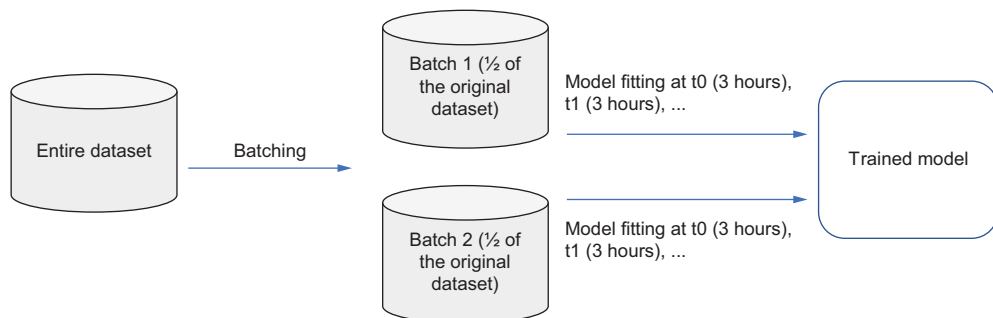 Entire dataset
Batching
Batch 1 (½ of
the original
dataset)
Model fitting at t0 (3 hours),
t1 (3 hours), ...
Batch 2 (½ of
the original
dataset)
Model fitting at t0 (3 hours),
t1 (3 hours), ...
Trained model